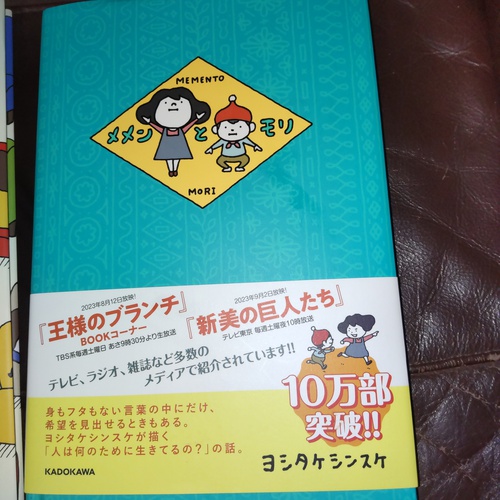 MEMENTO
メメンとモリ
MORI
2023年8月12日放映!
『王様のブランチ』
BOOKコーナー
TBS系毎週土曜日 あさ9時30分より生放送
2023年9月2日放映!
『新美の巨人たち』
テレビ東京 毎週土曜夜10時放送
テレビ、ラジオ、雑誌など多数の
メディアで紹介されています!!
10万部
突破!!
身もフタもない言葉の中にだけ、
希望を見出せるときもある。
ヨシタケシンスケが描く
「人は何のために生きてるの?」の話。
KADOKAWA
ヨシタケシンスケ